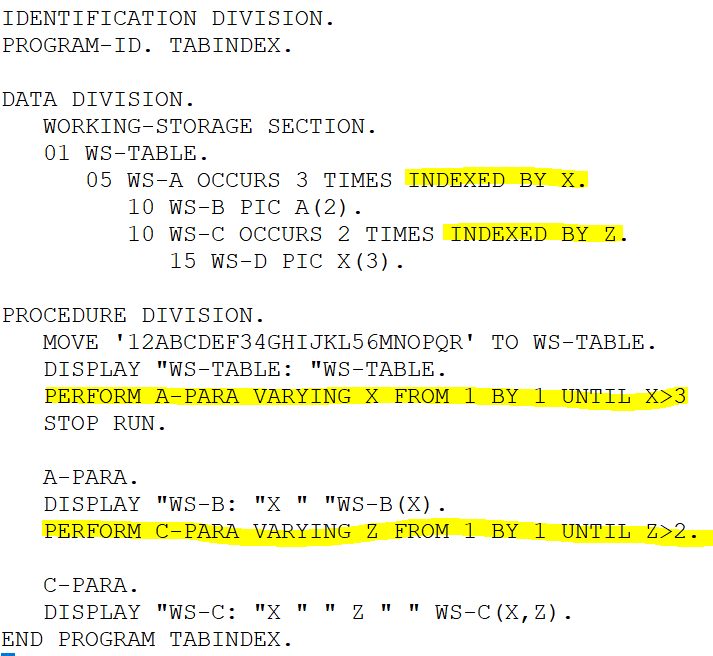 IDENTIFICATION DIVISION.
PROGRAM-ID. TABINDEX.
DATA DIVISION.
WORKING-STORAGE SECTION.
01 WS-TABLE.
05 WS-A OCCURS 3 TIMES INDEXED BY X.
10 WS-B PIC A(2).
10 WS-C OCCURS 2 TIMES INDEXED BY Z.
15 WS-D PIC X(3).
PROCEDURE DIVISION.
MOVE '12ABCDEF34GHIJKL56MNOPQR' TO WS-TABLE.
DISPLAY "WS-TABLE: "WS-TABLE.
PERFORM A-PARA VARYING X FROM 1 BY 1 UNTIL X>3
STOP RUN.
A-PARA.
DISPLAY "WS-B: "X " "WS-B(X).
PERFORM C-PARA VARYING Z FROM 1 BY 1 UNTIL Z>2.
C-PARA.
DISPLAY "WS-C: "X " " Z " " WS-C(X,Z).
END PROGRAM TABINDEX.